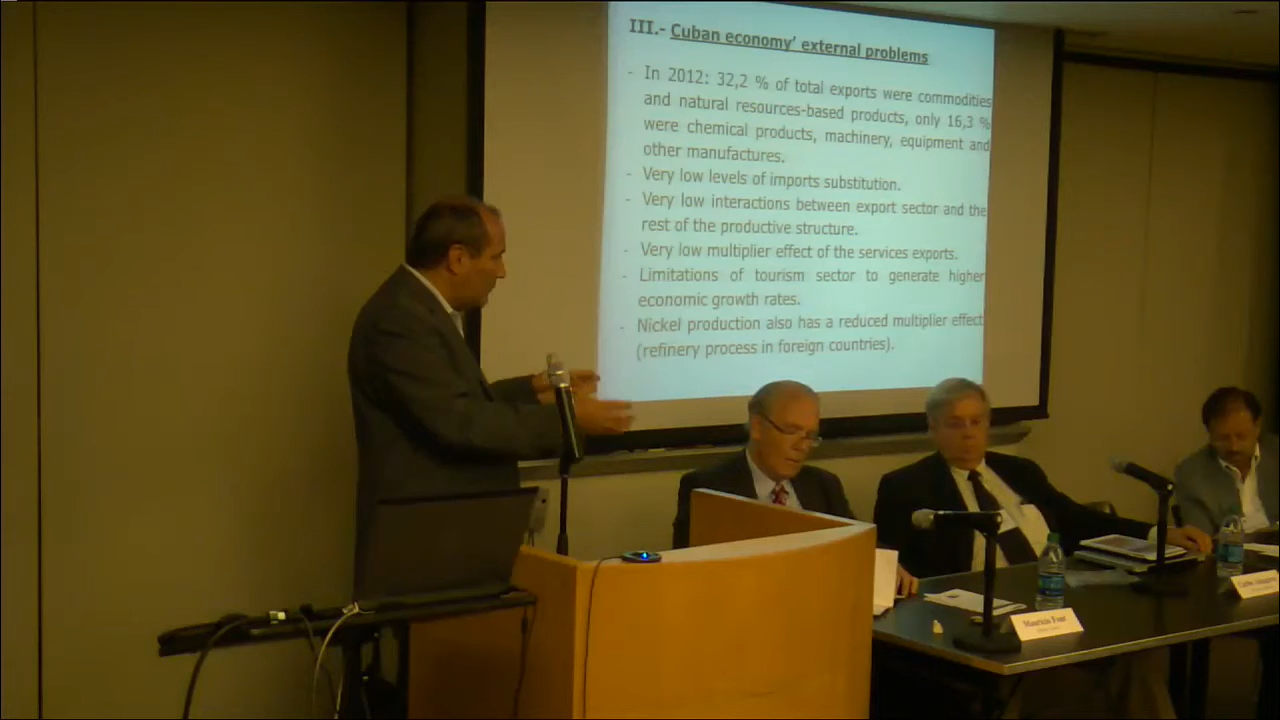 III.- Cuban economy' external problems
- In 2012: 32,2 % of total exports were commodities
and natural resources-based products, only 16,3 %
were chemical products, machinery, equipment and
other manufactures.
- Very low levels of imports substitution.
- Very low interactions between export sector and the
rest of the productive structure.
- Very low multiplier effect of the services exports.
- Limitations of tourism sector to generate higher
economic growth rates.
- Nickel production also has a reduced multiplier effect
(refinery process in foreign countries).
Mauricio Font